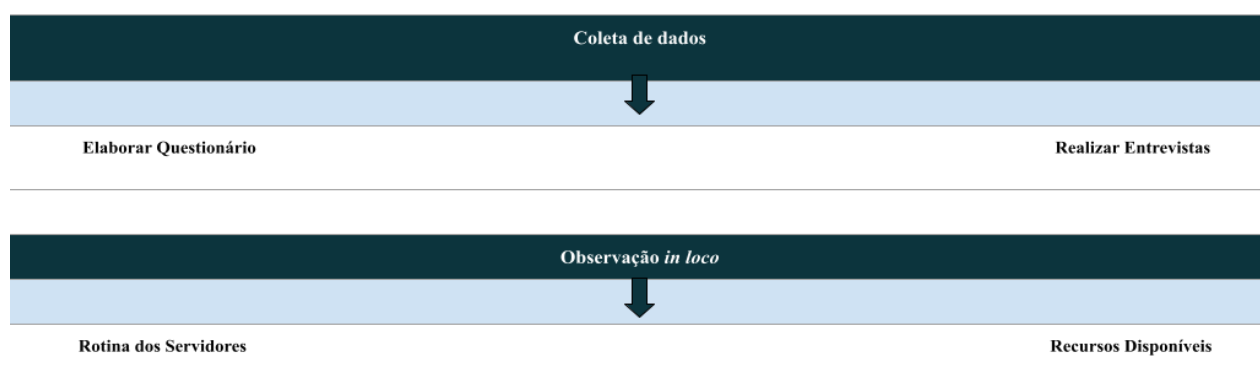 Coleta de dados
Elaborar Questionário Realizar Entrevistas
Observação in loco
Rotina dos Servidores Recursos Disponíveis